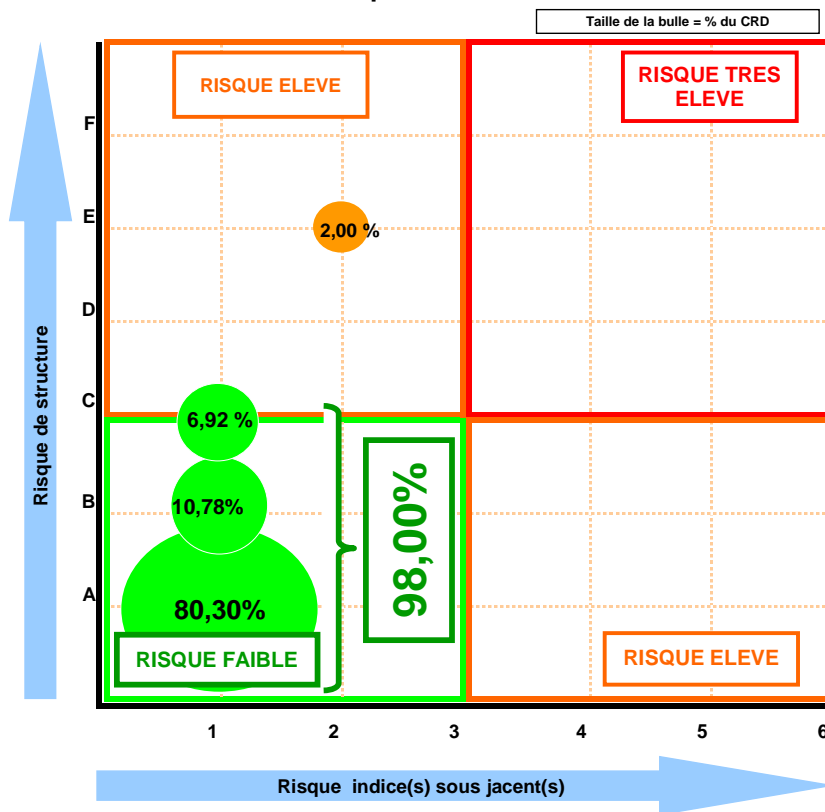 Taille de la bulle = % du CRD
RISQUE ELEVE
RISQUE TRES
ELEVE
F
E
2,00 %
D
C
6,92 %
B
10,78%
98,00%
A
80,30%
RISQUE FAIBLE
RISQUE ELEVE
Risque de structure
1 2 3 4 5 6
Risque indice(s) sous jacent(s)